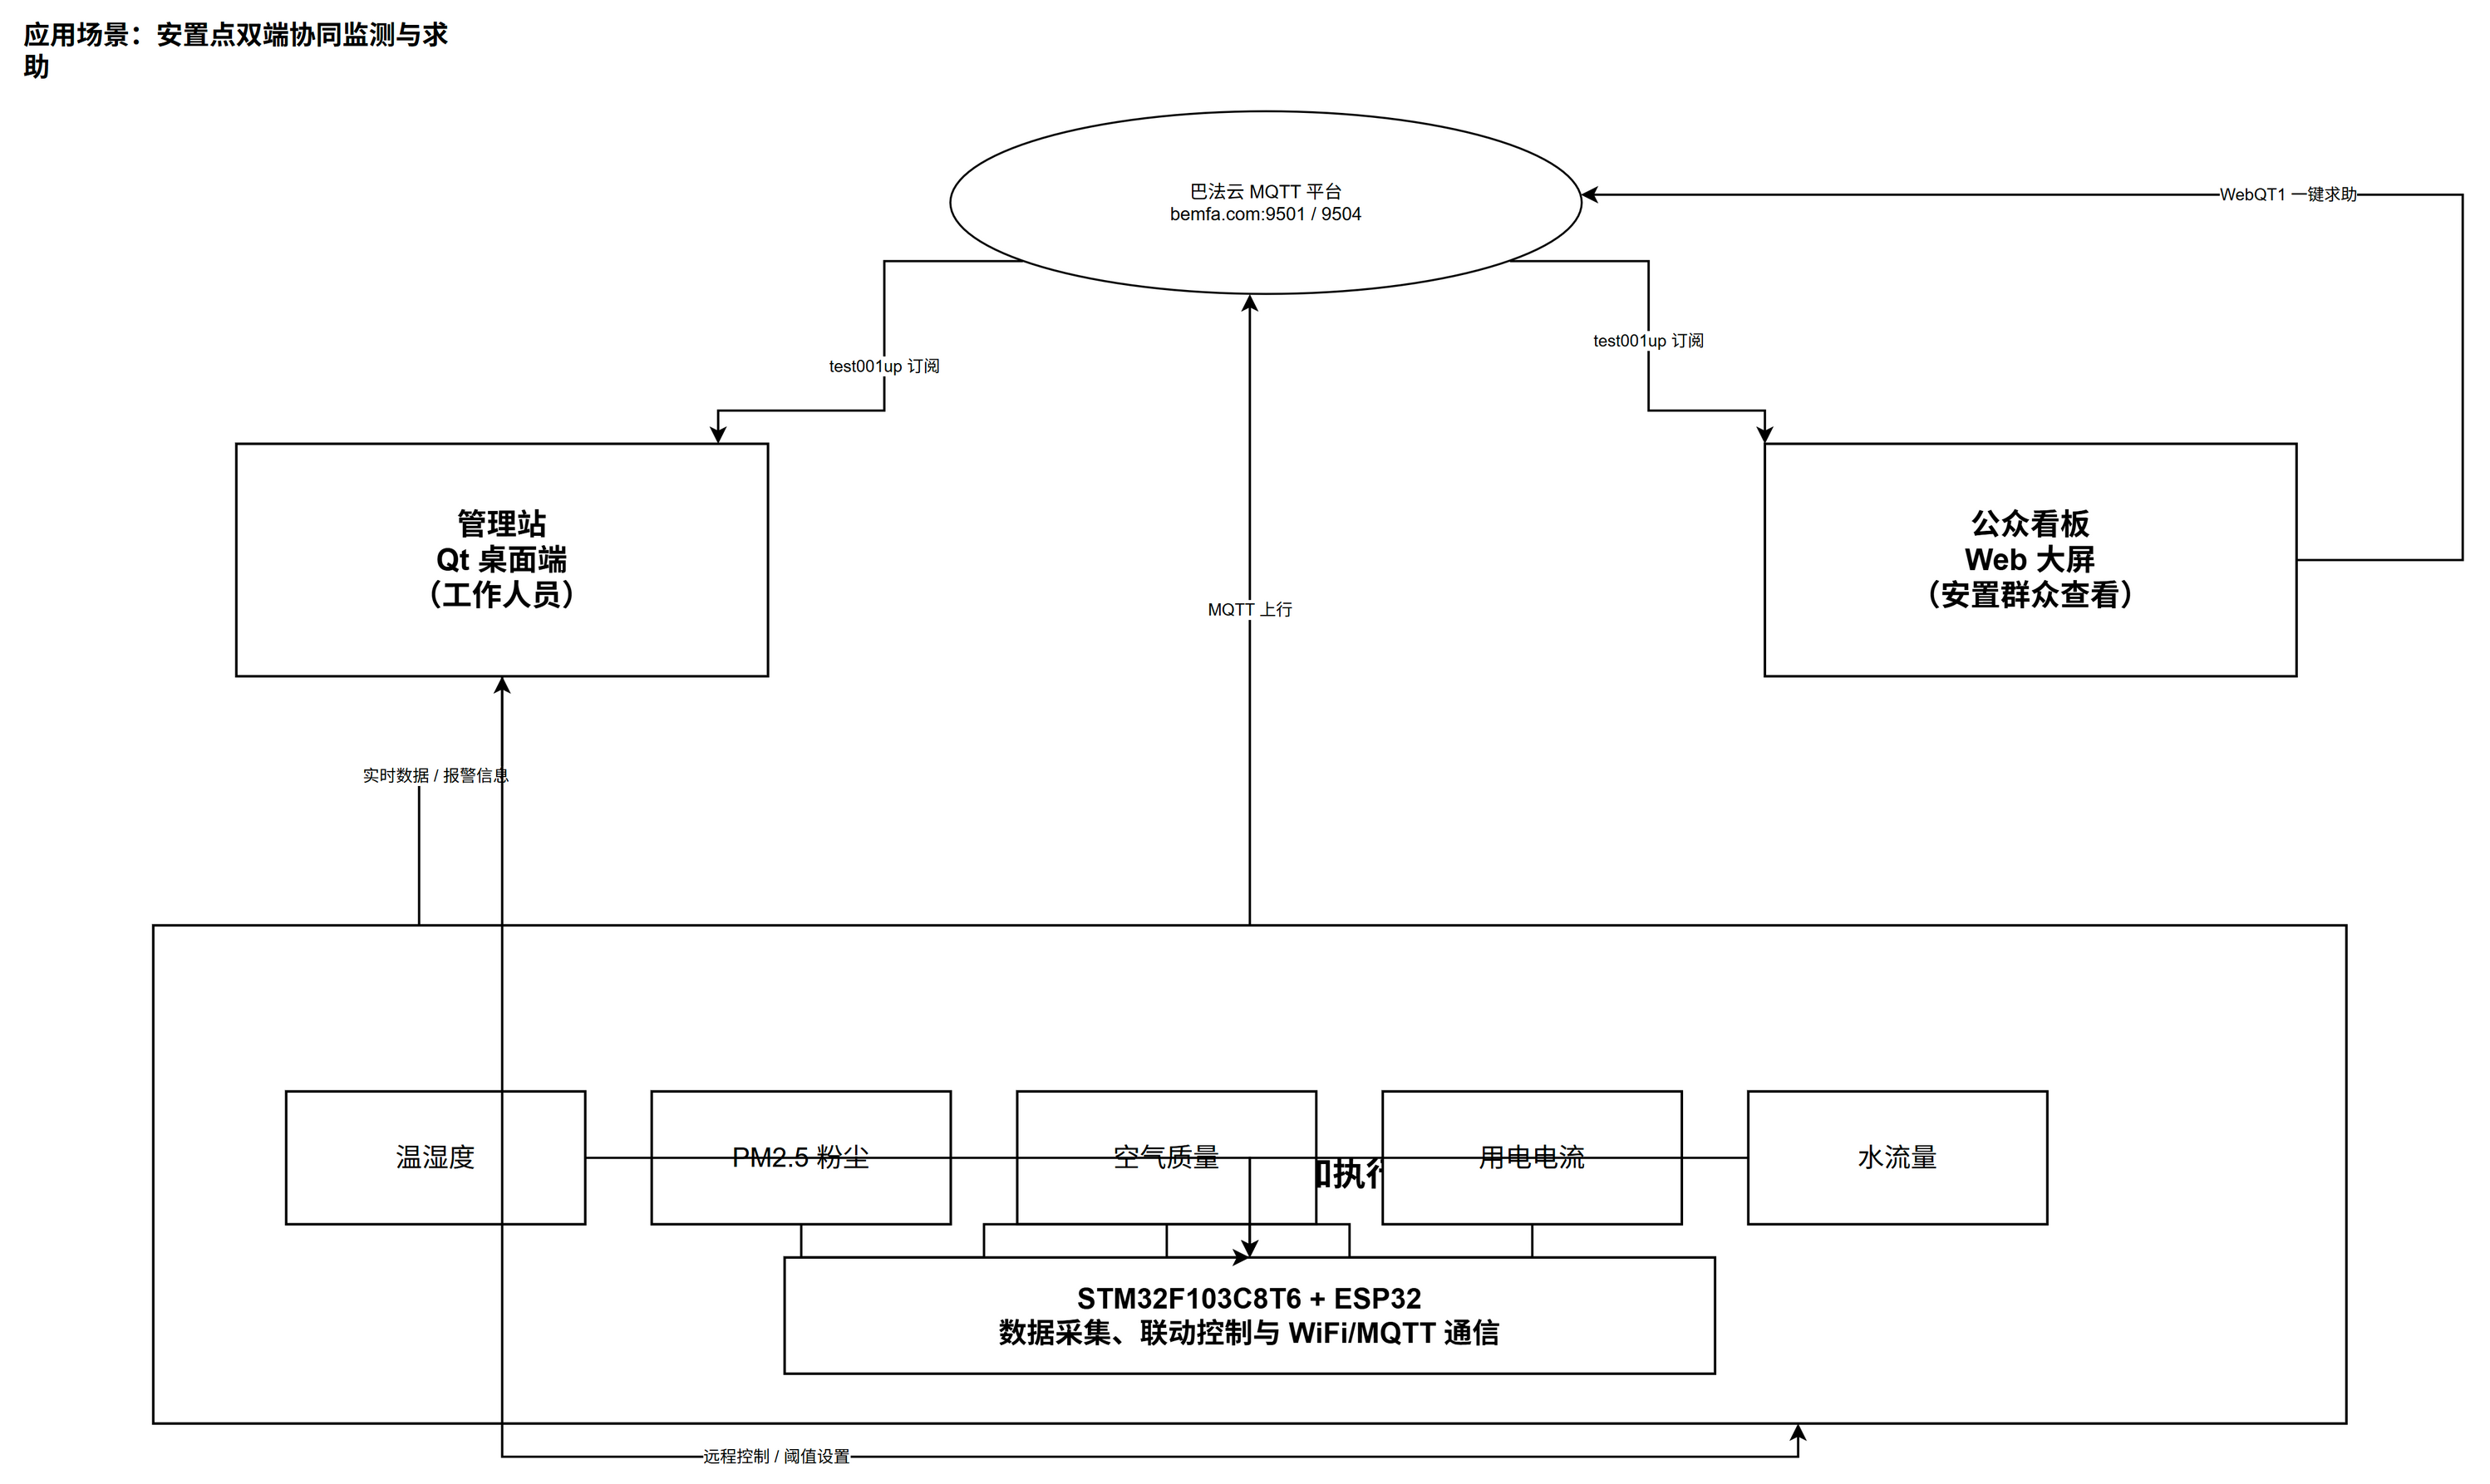 应用场景：安置点双端协同监测与求
助
巴法云 MQTT 平台
bemfa.com:9501 / 9504
WebQT1 一键求助
test001up 订阅
test001up 订阅
管理站
Qt 桌面端
（工作人员）
公众看板
Web 大屏
（安置群众查看）
MQTT 上行
实时数据 / 报警信息
温湿度
PM2.5 粉尘
空气质量
用电电流
水流量
STM32F103C8T6 + ESP32
数据采集、联动控制与 WiFi/MQTT 通信
远程控制 / 阈值设置